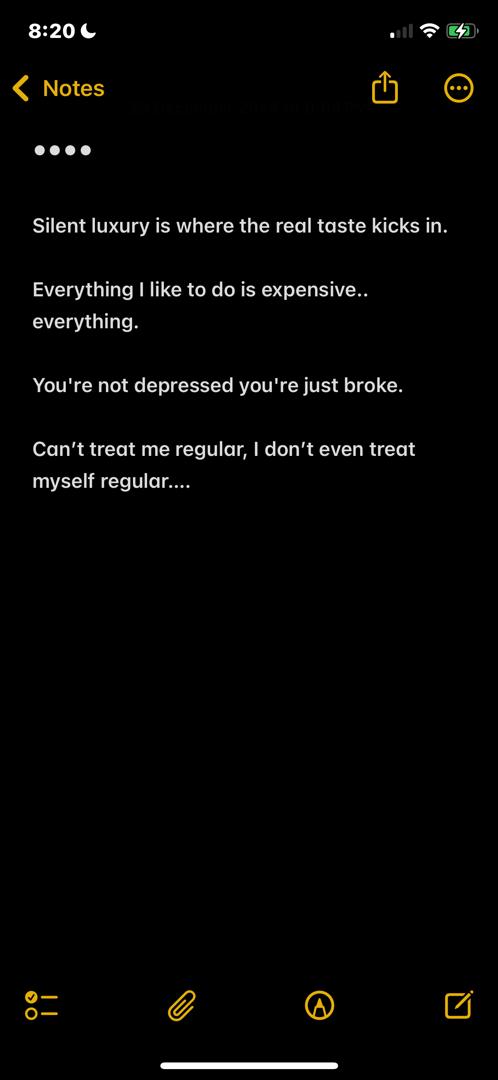 8:20
Notes
••••
Silent luxury is where the real taste kicks in.
Everything I like to do is expensive..
everything.
You're not depressed you're just broke.
Can’t treat me regular, I don’t even treat
myself regular....